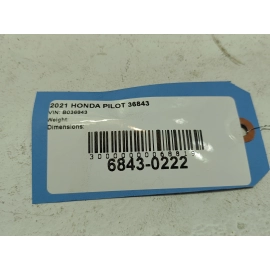 2021 HONDA PILOT 36843
VIN: B036843
Weight:
Dimensions:
6843-0222